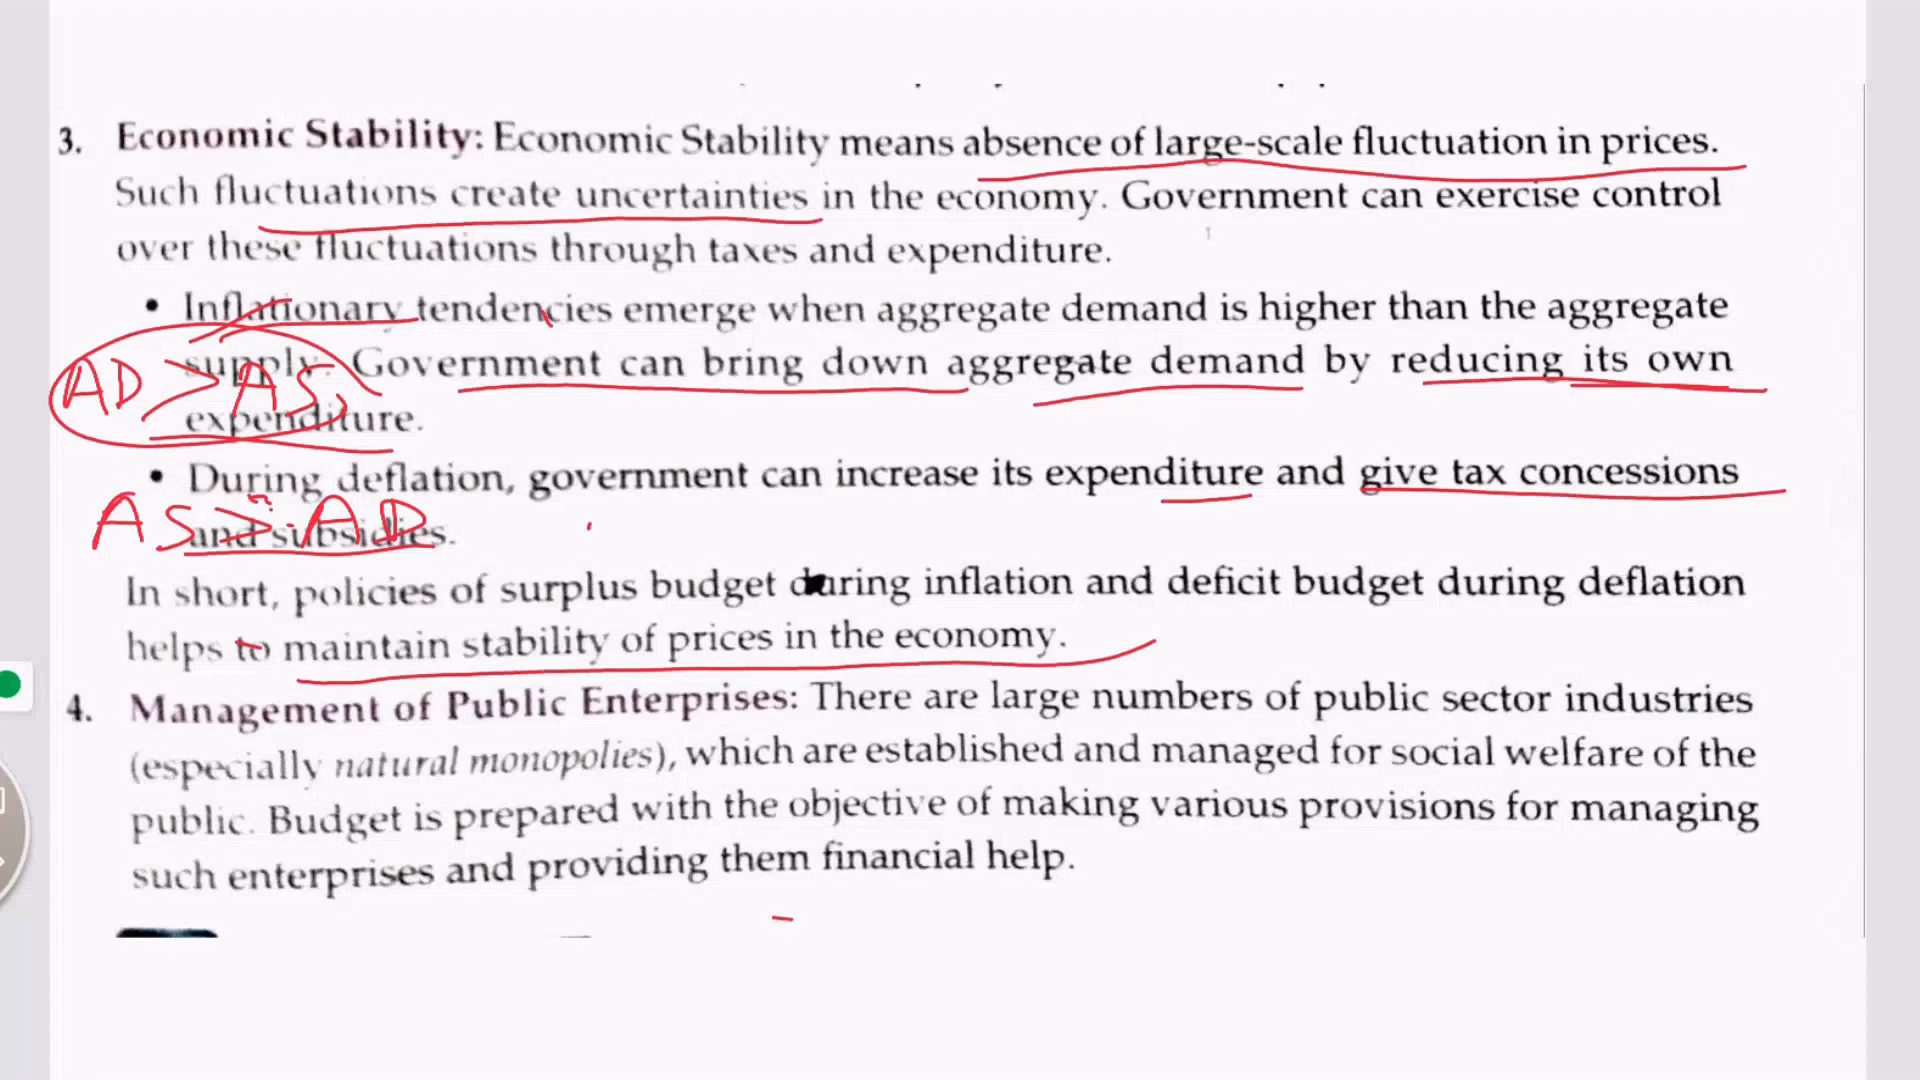 3. Economic Stability: Economic Stability means absence of large-scale fluctuation in prices.
Such fluctuations create uncertainties in the economy. Government can exercise control
over these fluctuations through taxes and expenditure.
• Inflationary tendencies emerge when aggregate demand is higher than the aggregate
supply. Government can bring down aggregate demand by reducing its own
AD > AS
expenditure.
• During deflation, government can increase its expenditure and give tax concessions
AS > AD
and subsidies.
In short, policies of surplus budget during inflation and deficit budget during deflation
helps to maintain stability of prices in the economy.
4. Management of Public Enterprises: There are large numbers of public sector industries
(especially natural monopolies), which are established and managed for social welfare of the
public. Budget is prepared with the objective of making various provisions for managing
such enterprises and providing them financial help.